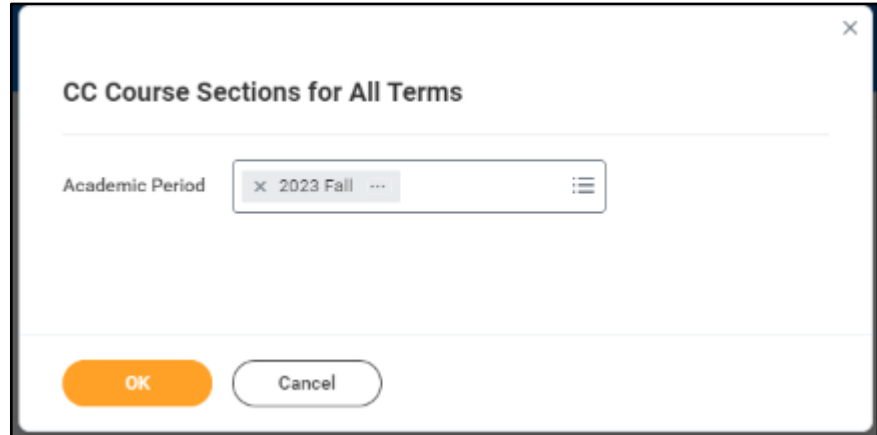 CC Course Sections for All Terms
Academic Period × 2023 Fall ...
OK Cancel